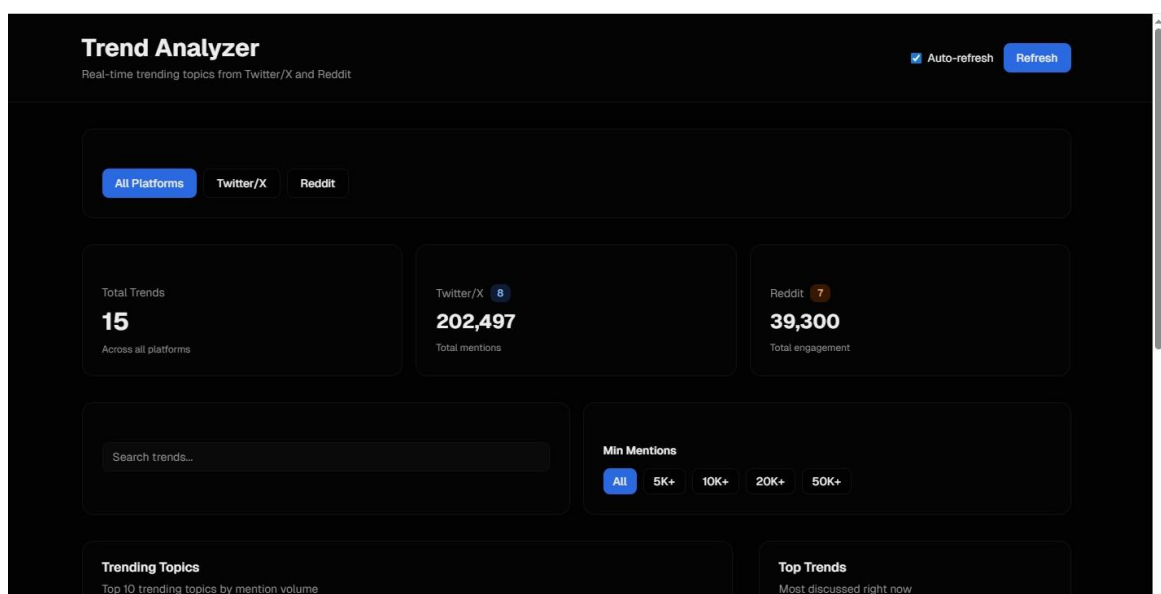 Trend Analyzer
Real-time trending topics from Twitter/X and Reddit
Auto-refresh
Refresh
All Platforms
Twitter/X
Reddit
Total Trends
15
Across all platforms
Twitter/X 8
202,497
Total mentions
Reddit 7
39,300
Total engagement
Search trends...
Min Mentions
All
5K+
10K+
20K+
50K+
Trending Topics
Top 10 trending topics by mention volume
Top Trends
Most discussed right now